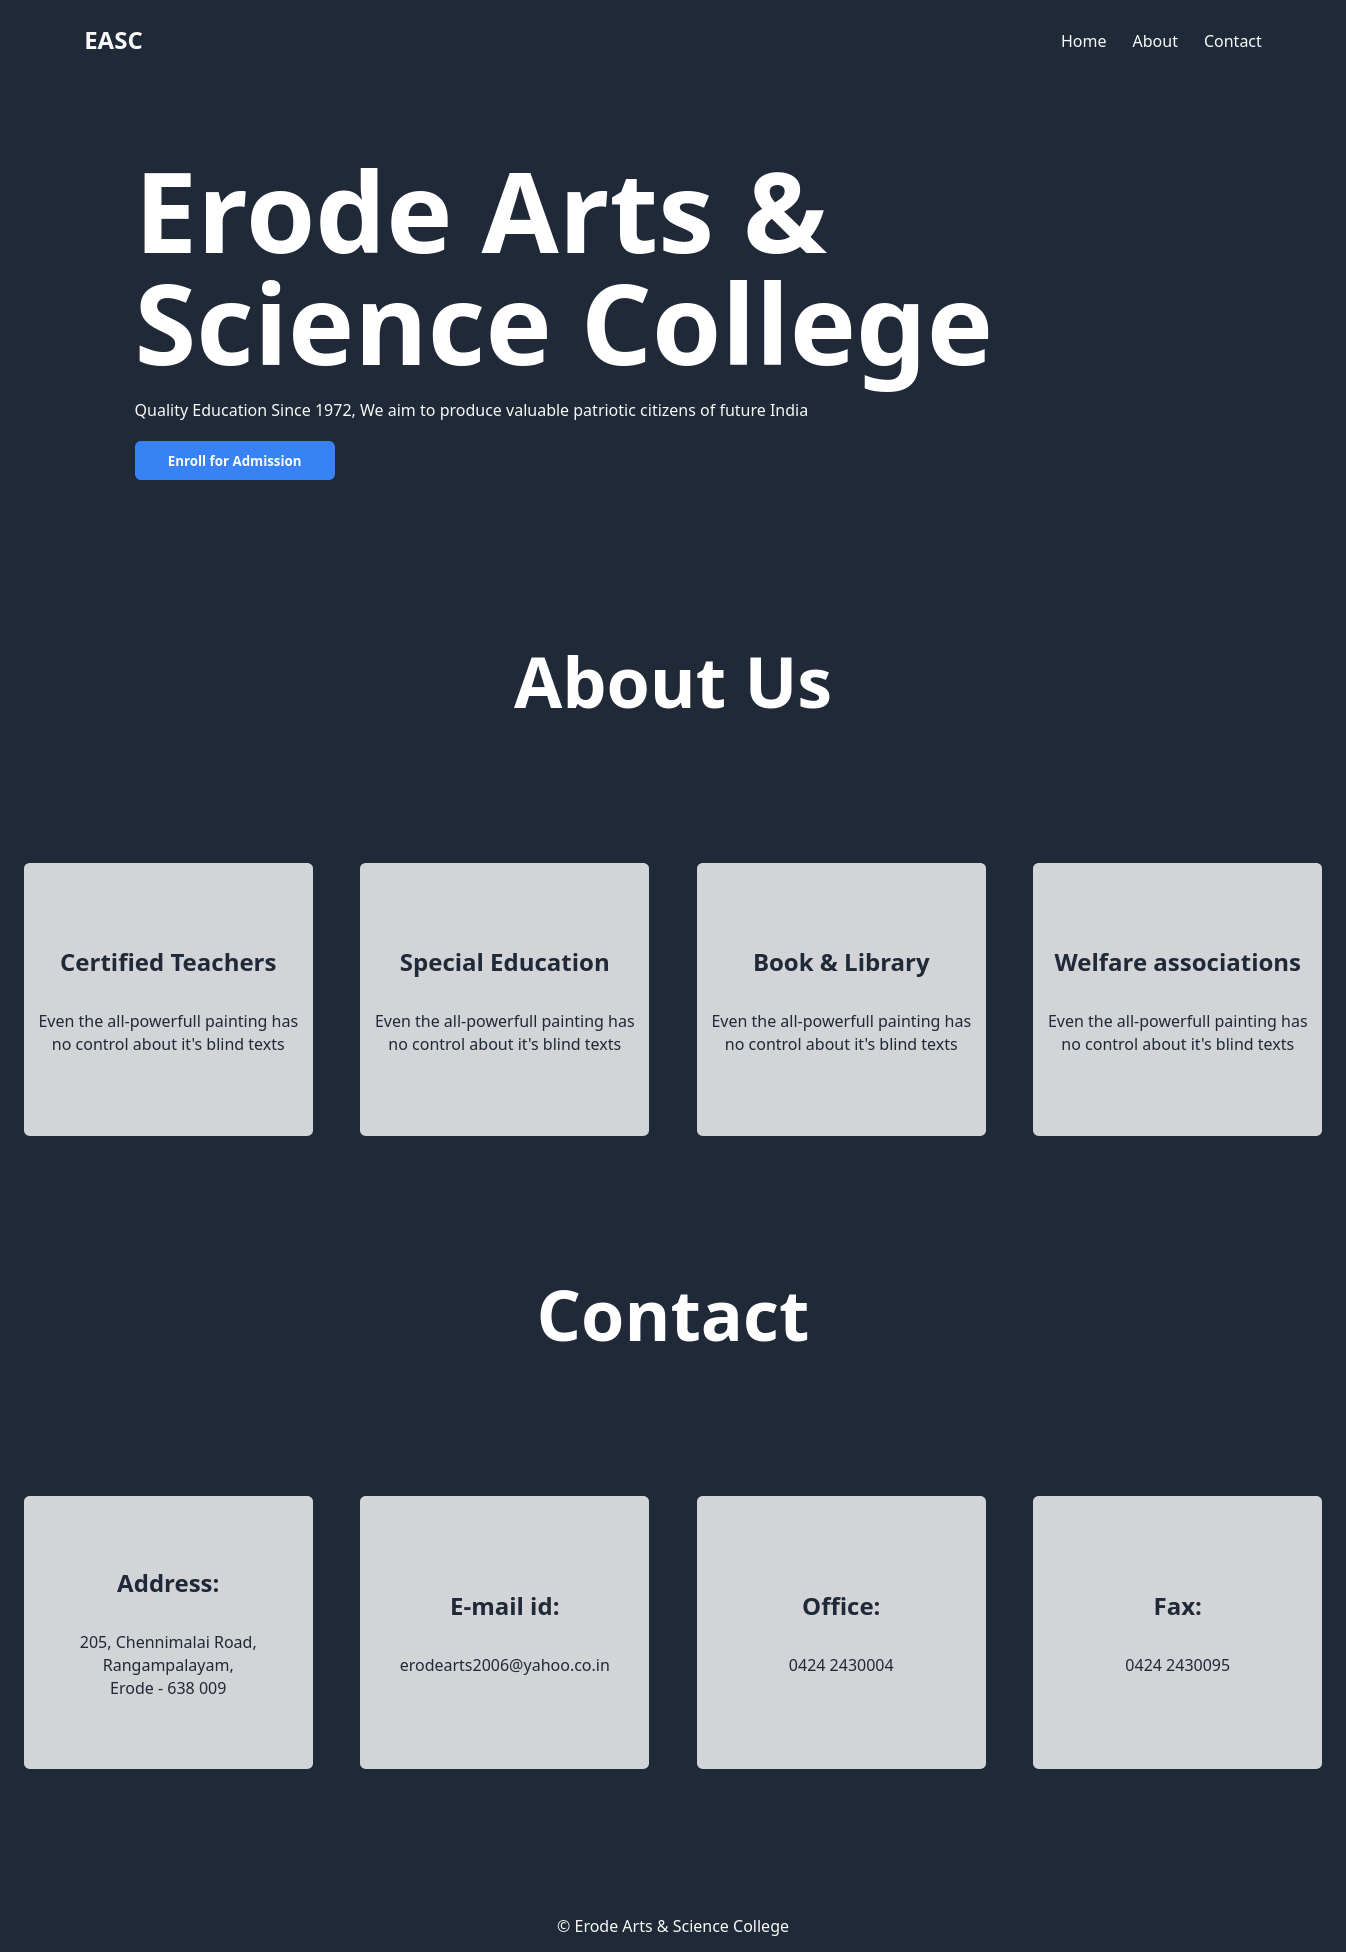 EASC
Home About Contact
Erode Arts &
Science College
Quality Education Since 1972, We aim to produce valuable patriotic citizens of future India
Enroll for Admission
About Us
Certified Teachers
Even the all-powerfull painting has
no control about it's blind texts
Special Education
Even the all-powerfull painting has
no control about it's blind texts
Book & Library
Even the all-powerfull painting has
no control about it's blind texts
Welfare associations
Even the all-powerfull painting has
no control about it's blind texts
Contact
Address:
205, Chennimalai Road,
Rangampalayam,
Erode - 638 009
E-mail id:
erodearts2006@yahoo.co.in
Office:
0424 2430004
Fax:
0424 2430095
© Erode Arts & Science College